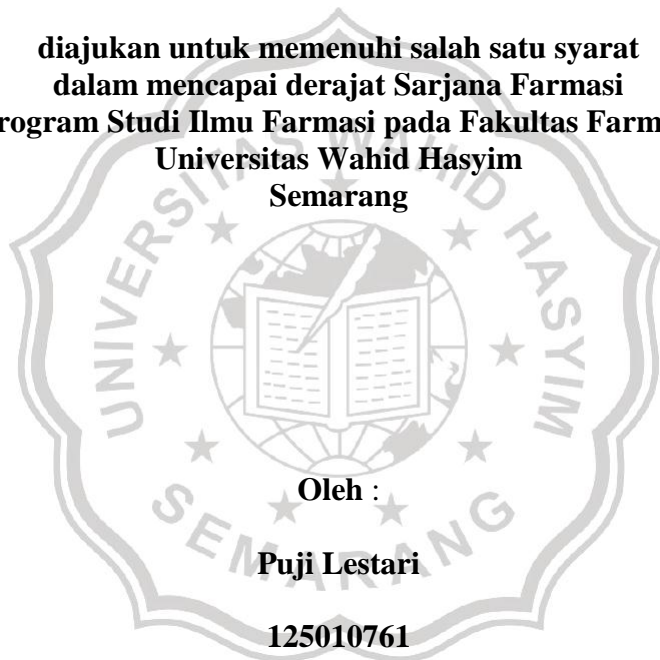 diajukan untuk memenuhi salah satu syarat
dalam mencapai derajat Sarjana Farmasi
rogram Studi Ilmu Farmasi pada Fakultas Farm
Universitas Wahid Hasyim
Semarang
UNIVERSITAS WAHID HASYIM
SEMARANG
Oleh :
Puji Lestari
125010761